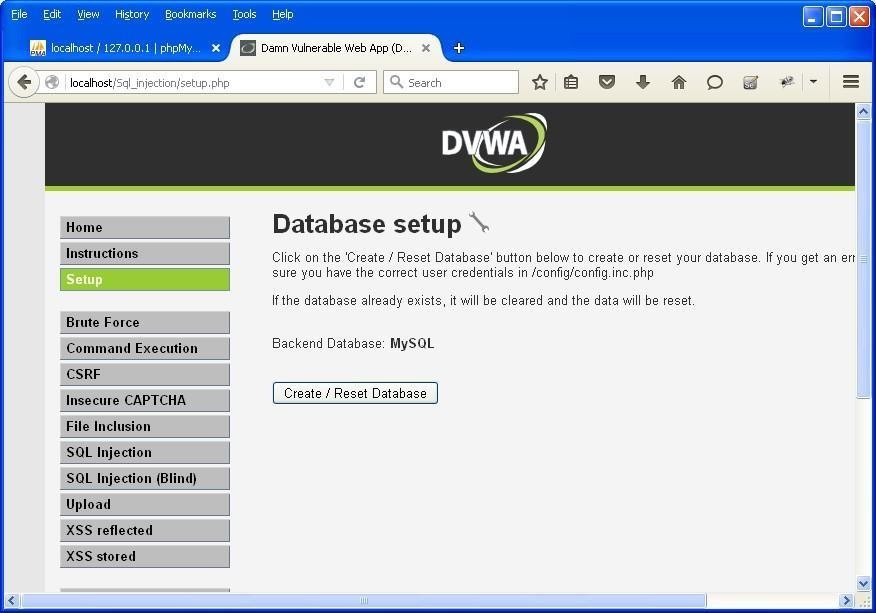 File Edit View History Bookmarks Tools Help
localhost / 127.0.0.1 | phpMy... Damn Vulnerable Web App (D...
localhost/Sql_injection/setup.php Search
DVWA
Database setup
Click on the 'Create / Reset Database' button below to create or reset your database. If you get an err
sure you have the correct user credentials in /config/config.inc.php
If the database already exists, it will be cleared and the data will be reset.
Backend Database: MySQL
Create / Reset Database
Home
Instructions
Setup
Brute Force
Command Execution
CSRF
Insecure CAPTCHA
File Inclusion
SQL Injection
SQL Injection (Blind)
Upload
XSS reflected
XSS stored